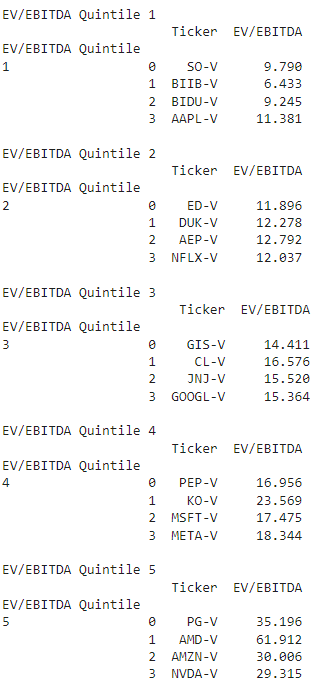 EV/EBITDA Quintile 1
Ticker EV/EBITDA
EV/EBITDA Quintile
1 0 SO-V 9.790
1 BIIB-V 6.433
2 BIDU-V 9.245
3 AAPL-V 11.381
EV/EBITDA Quintile 2
Ticker EV/EBITDA
EV/EBITDA Quintile
2 0 ED-V 11.896
1 DUK-V 12.278
2 AEP-V 12.792
3 NFLX-V 12.037
EV/EBITDA Quintile 3
Ticker EV/EBITDA
EV/EBITDA Quintile
3 0 GIS-V 14.411
1 CL-V 16.576
2 JNJ-V 15.520
3 GOOGL-V 15.364
EV/EBITDA Quintile 4
Ticker EV/EBITDA
EV/EBITDA Quintile
4 0 PEP-V 16.956
1 KO-V 23.569
2 MSFT-V 17.475
3 META-V 18.344
EV/EBITDA Quintile 5
Ticker EV/EBITDA
EV/EBITDA Quintile
5 0 PG-V 35.196
1 AMD-V 61.912
2 AMZN-V 30.006
3 NVDA-V 29.315